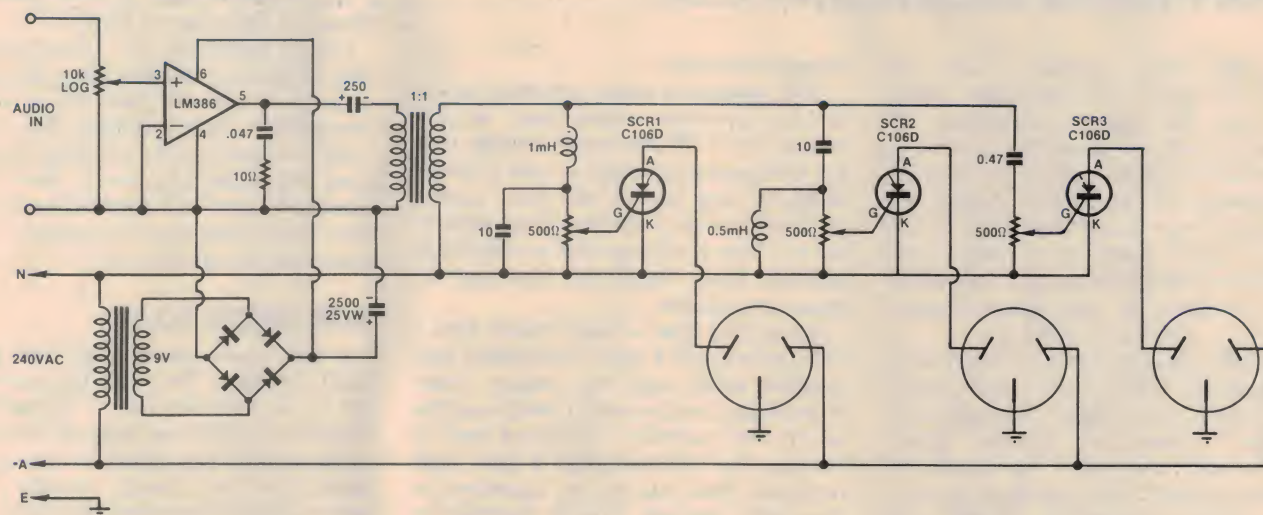 AUDIO
IN
10k
LOG
3
+
6
LM386
5
2
−
4
.047
10Ω
250
+
-
1:1
1mH
10
500Ω
SCR1
C106D
A
G
K
10
0.5mH
500Ω
SCR2
C106D
A
G
K
0.47
500Ω
SCR3
C106D
A
G
K
N
2500
25VW
−
+
240VAC
9V
A
E